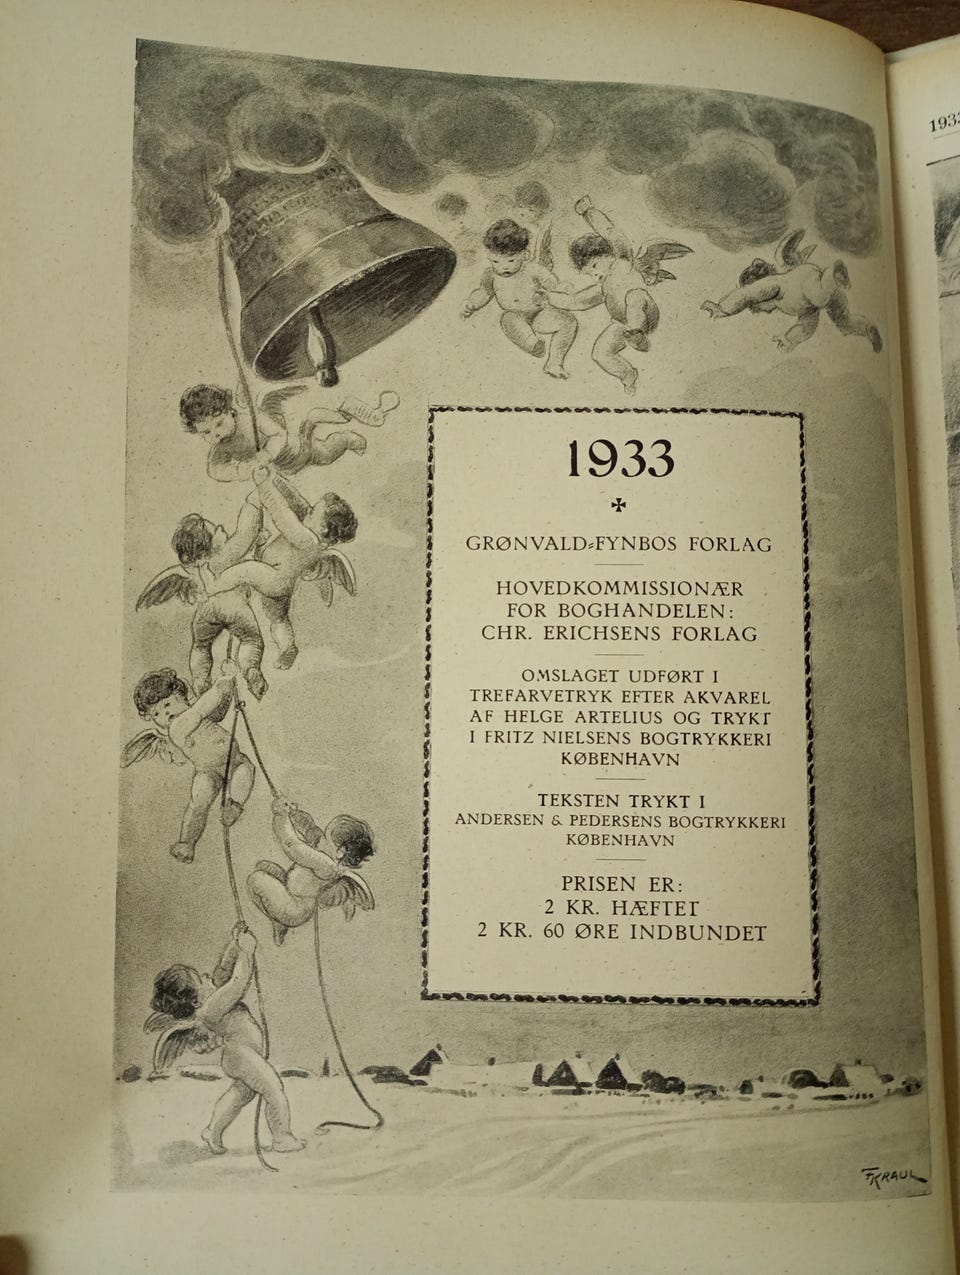 1933
GRØNVALD=FYNBOS FORLAG
HOVEDKOMMISSIONÆR
FOR BOGHANDELEN:
CHR. ERICHSENS FORLAG
OMSLAGET UDFØRT I
TREFARVETRYK EFTER AKVAREL
AF HELGE ARTELIUS OG TRYKT
I FRITZ NIELSENS BOGTRYKKERI
KØBENHAVN
TEKSTEN TRYKT I
ANDERSEN & PEDERSENS BOGTRYKKERI
KØBENHAVN
PRISEN ER:
2 KR. HÆFTET
2 KR. 60 ØRE INDBUNDET
F KRAUL
1933